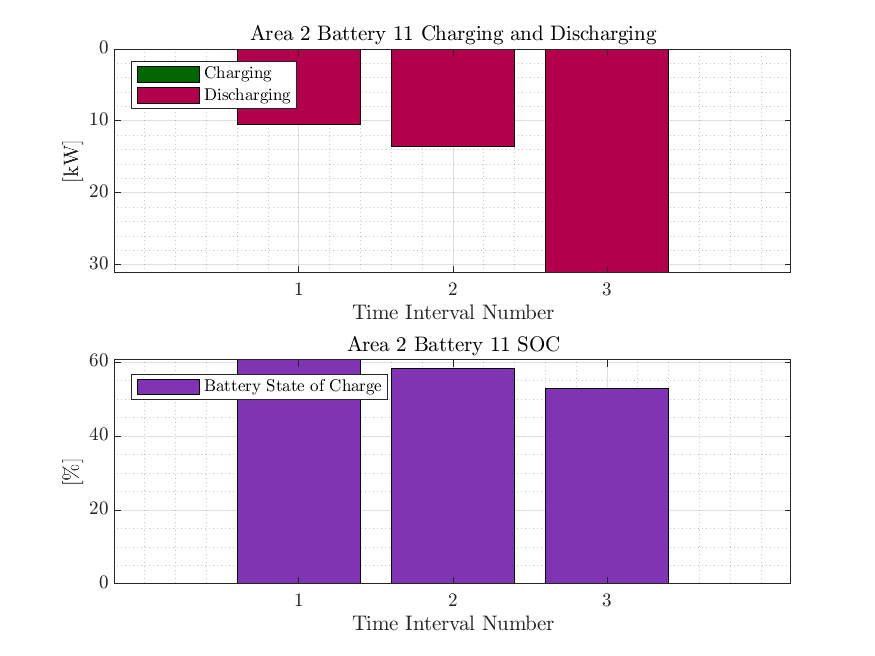 Area 2 Battery 11 Charging and Discharging
0
Charging
Discharging
10
[kW]
20
30
1 2 3
Time Interval Number
Area 2 Battery 11 SOC
60
Battery State of Charge
40
[%]
20
0
1 2 3
Time Interval Number